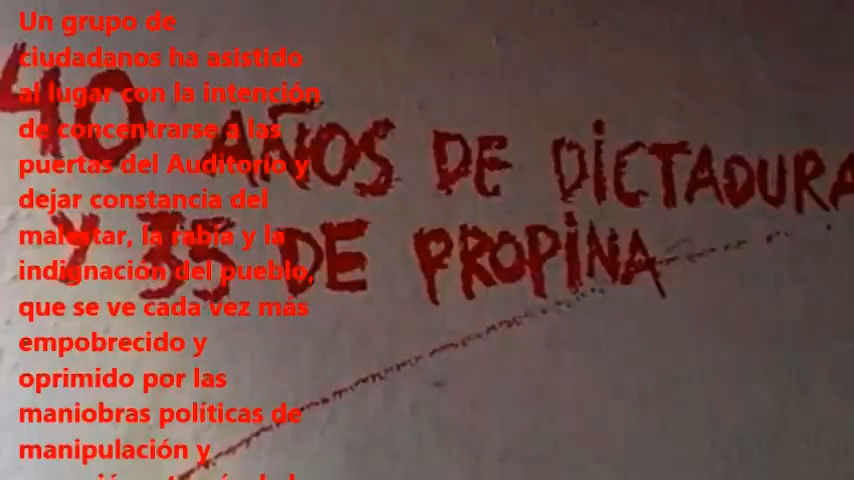 Un grupo de
ciudadanos ha asistido
al lugar con la intención
de concentrarse a las
puertas del Auditorio y
dejar constancia del
malestar, la rabia y la
indignación del pueblo,
que se ve cada vez más
empobrecido y
oprimido por las
maniobras políticas de
manipulación y
40 AÑOS DE DICTADURA
Y 35 DE PROPINA